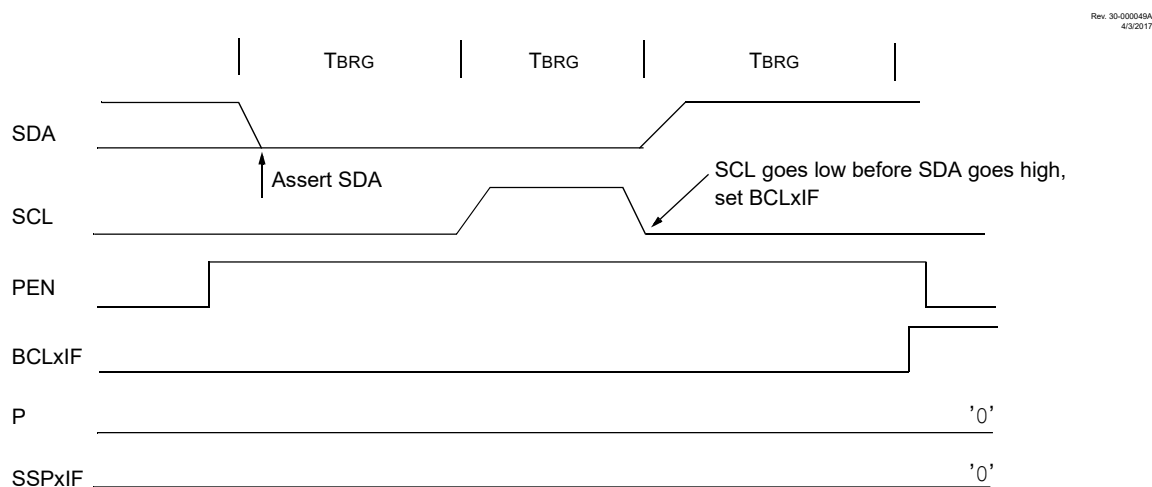 Rev. 30-000049A
4/3/2017
TBRG TBRG TBRG
SDA
Assert SDA
SCL goes low before SDA goes high,
set BCLxIF
SCL
PEN
BCLxIF
P '0'
SSPxIF '0'